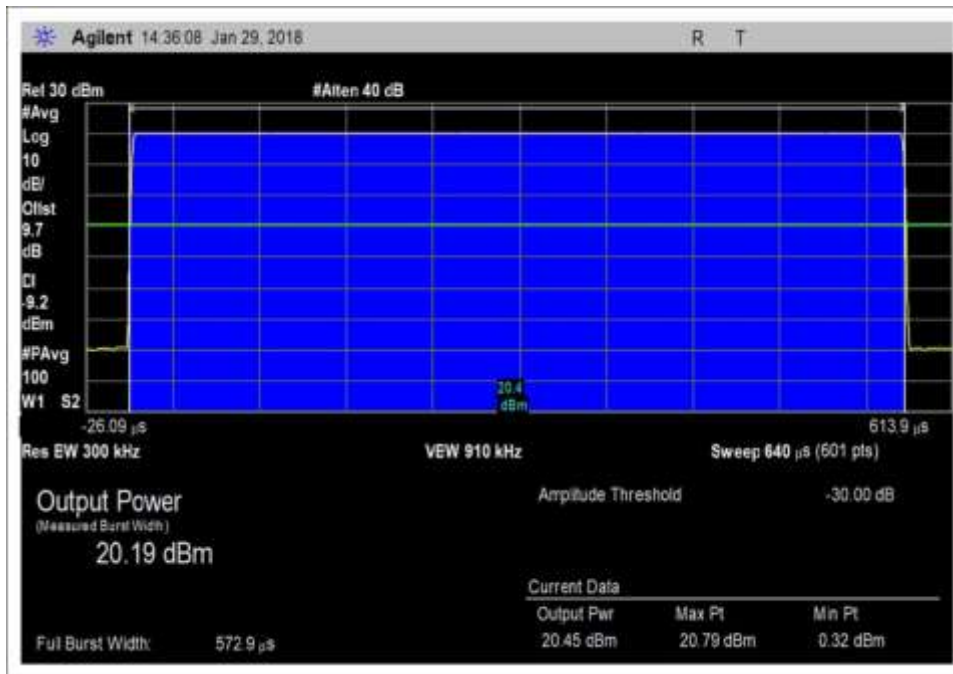 Agilent 14:36:08 Jan 29, 2018 R T
Ref 30 dBm #Atten 40 dB
#Avg
Log
10
dB/
Offst
9.7
dB
DI
-9.2
dBm
#PAvg
100
W1 S2
20.4
dBm
-26.09 µs 613.9 µs
Res BW 300 kHz VBW 910 kHz Sweep 640 µs (601 pts)
Output Power Amplitude Threshold -30.00 dB
(Measured Burst Width)
20.19 dBm
Current Data
Output Pwr Max Pt Min Pt
Full Burst Width: 572.9 µs 20.45 dBm 20.79 dBm 0.32 dBm